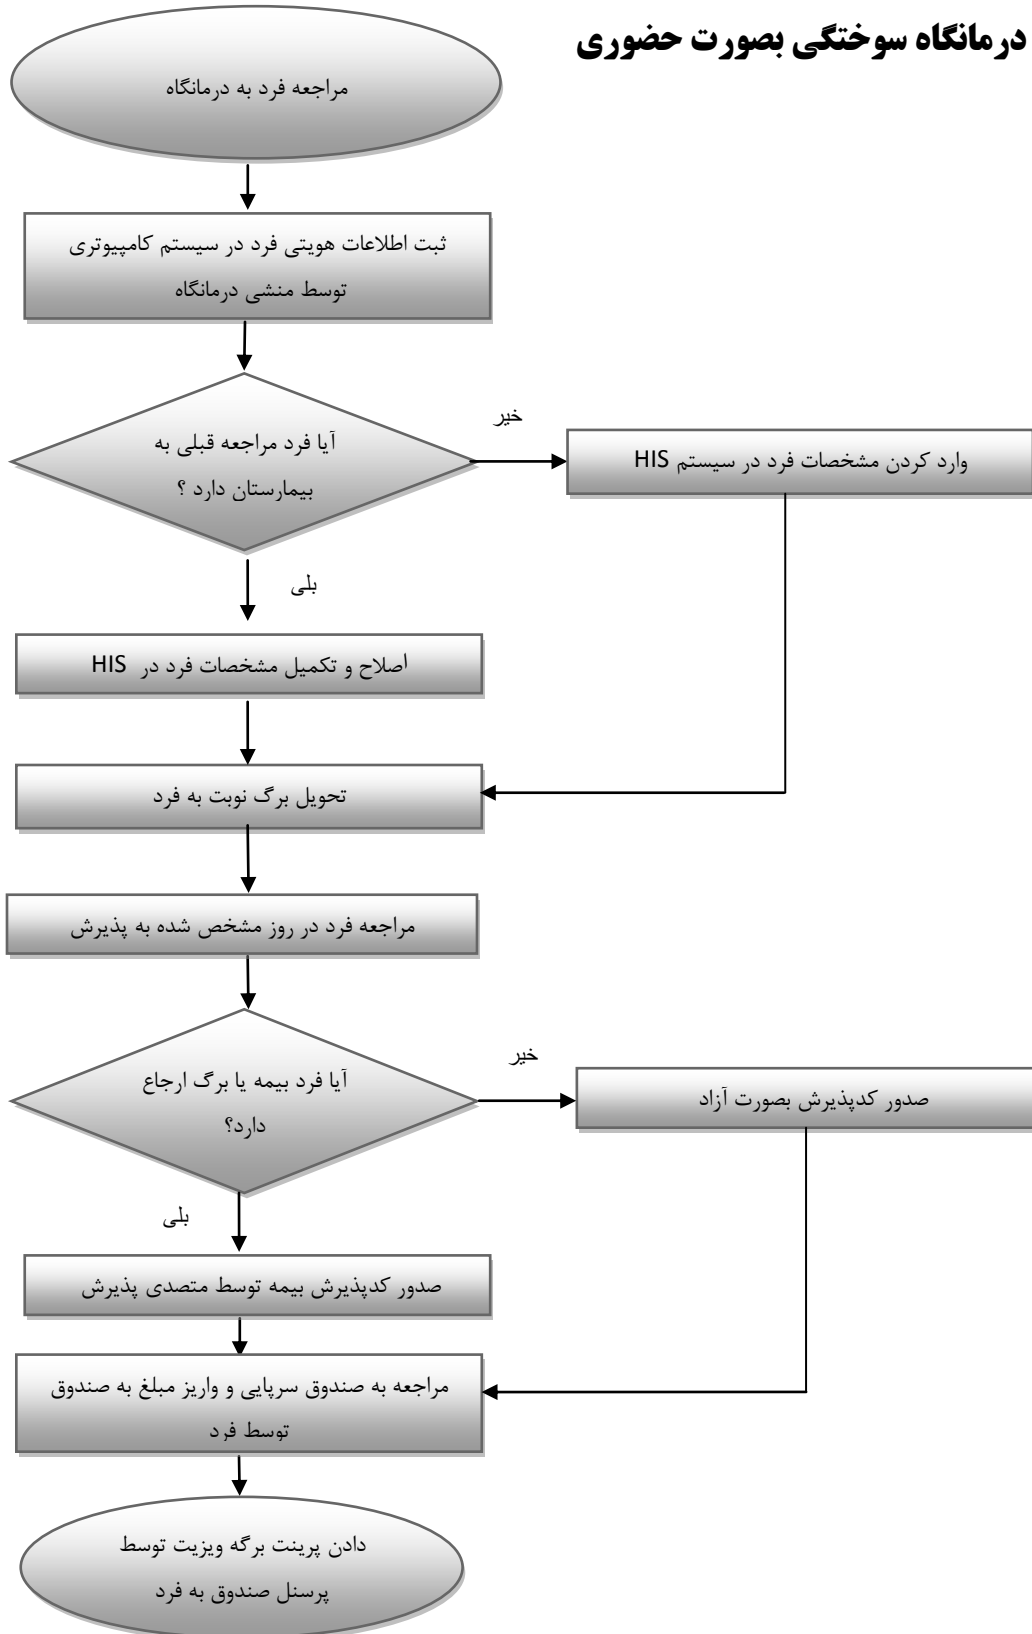 درمانگاه سوختگی بصورت حضوری
مراجعه فرد به درمانگاه
ثبت اطلاعات هویتی فرد در سیستم کامپیوتری
توسط منشی درمانگاه
آیا فرد مراجعه قبلی به
بیمارستان دارد ؟
خیر
وارد کردن مشخصات فرد در سیستم HIS
بلی
اصلاح و تکمیل مشخصات فرد در HIS
تحویل برگ نوبت به فرد
مراجعه فرد در روز مشخص شده به پذیرش
آیا فرد بیمه یا برگ ارجاع
دارد؟
خیر
صدور کدپذیرش بصورت آزاد
بلی
صدور کدپذیرش بیمه توسط متصدی پذیرش
مراجعه به صندوق سرپایی و واریز مبلغ به صندوق
توسط فرد
دادن پرینت برگه ویزیت توسط
پرسنل صندوق به فرد